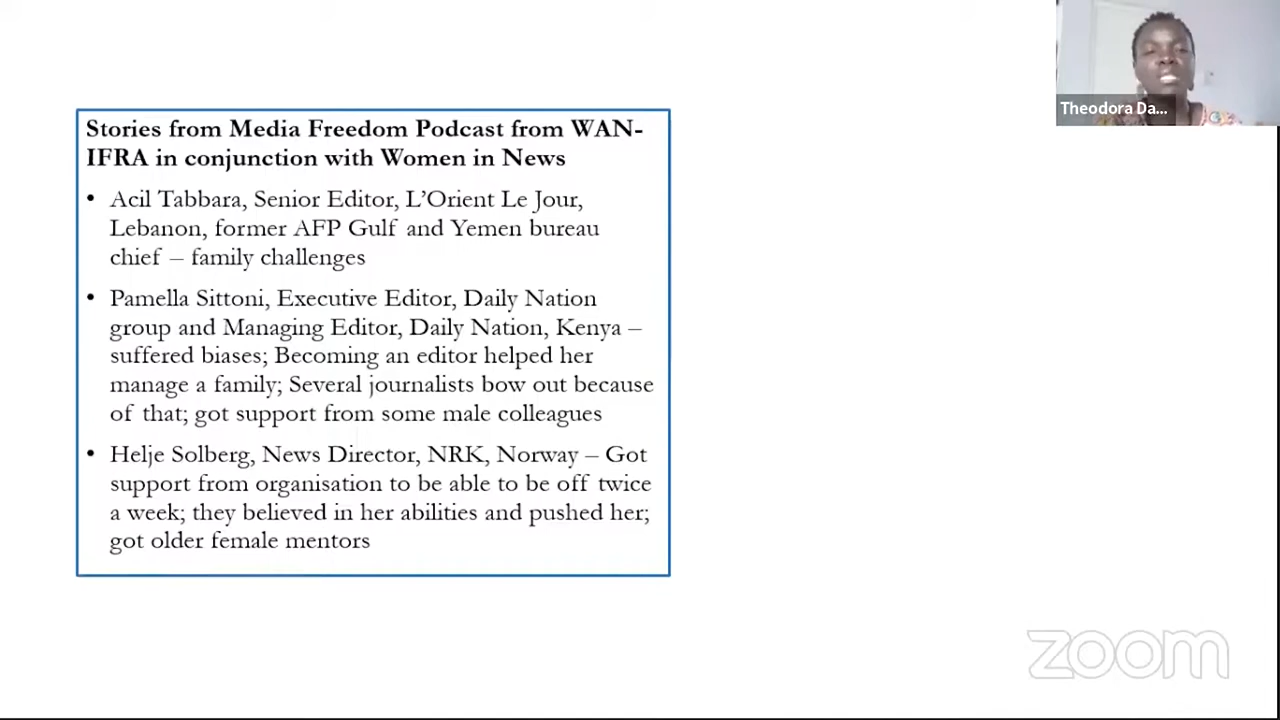 Stories from Media Freedom Podcast from WAN-
IFRA in conjunction with Women in News
• Acil Tabbara, Senior Editor, L’Orient Le Jour,
Lebanon, former AFP Gulf and Yemen bureau
chief – family challenges
• Pamella Sittoni, Executive Editor, Daily Nation
group and Managing Editor, Daily Nation, Kenya –
suffered biases; Becoming an editor helped her
manage a family; Several journalists bow out because
of that; got support from some male colleagues
• Helje Solberg, News Director, NRK, Norway – Got
support from organisation to be able to be off twice
a week; they believed in her abilities and pushed her;
got older female mentors
Theodora Da...
zoom